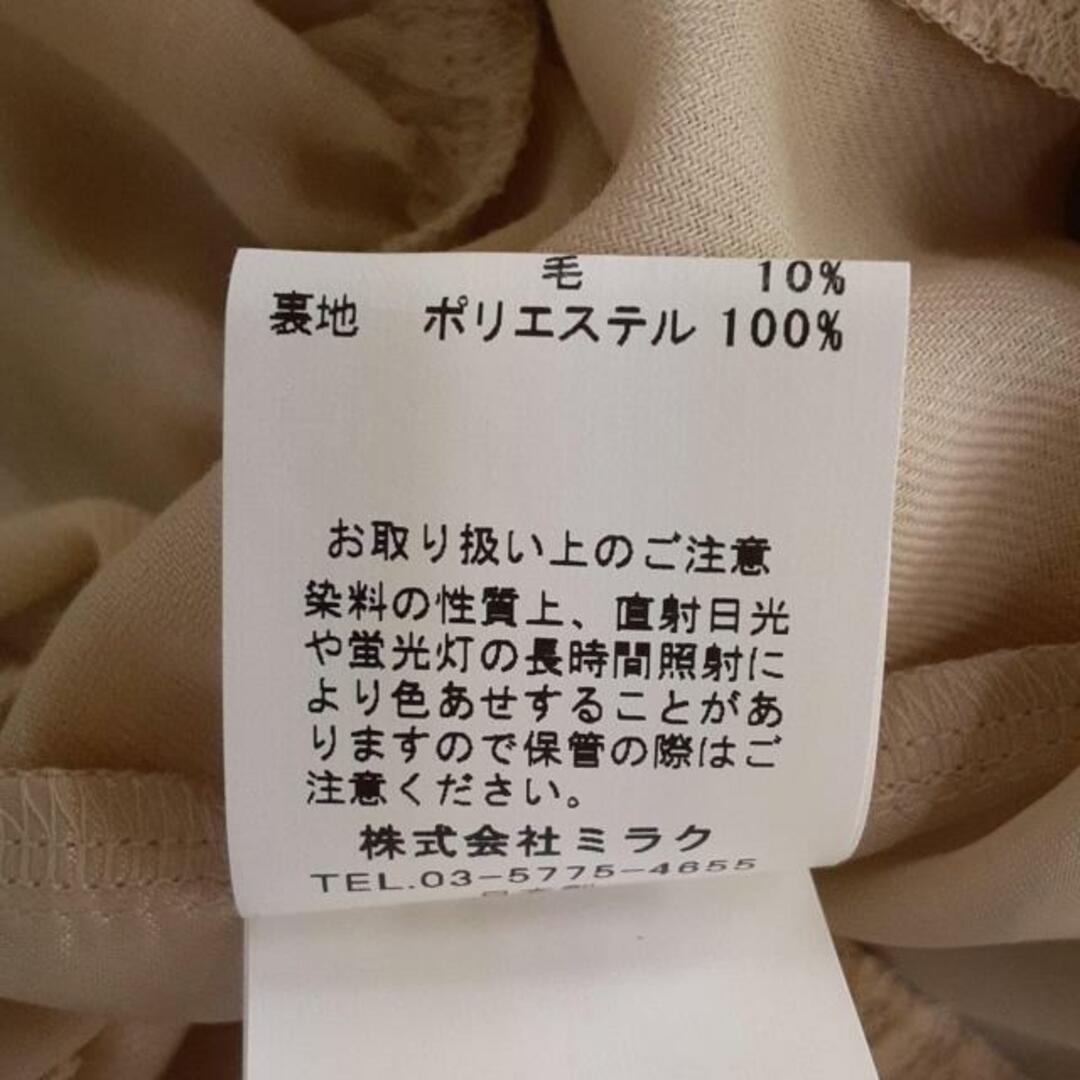 毛 10%
裏地 ポリエステル 100%
お取り扱い上のご注意
染料の性質上、直射日光
や蛍光灯の長時間照射に
より色あせすることがあ
りますので保管の際はご
注意ください。
株式会社ミラク
TEL.03-5775-4655